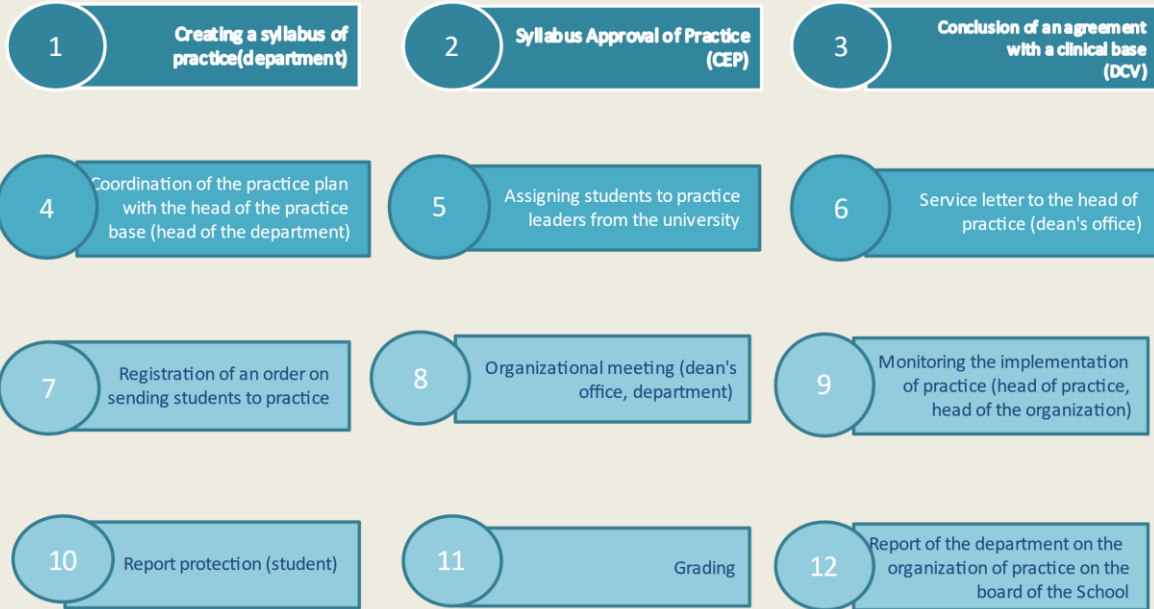 1
Creating a syllabus of
practice(department)
2
Syllabus Approval of Practice
(CEP)
3
Conclusion of an agreement
with a clinical base
(DCV)
4
Coordination of the practice plan
with the head of the practice
base (head of the department)
5
Assigning students to practice
leaders from the university
6
Service letter to the head of
practice (dean's office)
7
Registration of an order on
sending students to practice
8
Organizational meeting (dean's
office, department)
9
Monitoring the implementation
of practice (head of practice,
head of the organization)
10
Report protection (student)
11
Grading
12
Report of the department on the
organization of practice on the
board of the School